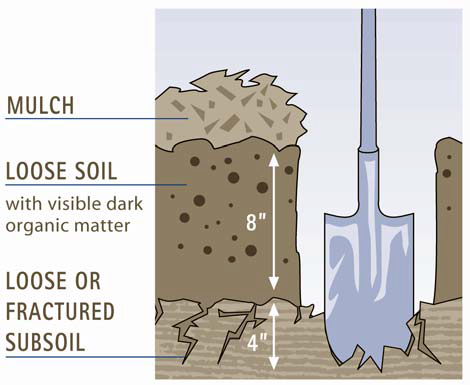 MULCH
LOOSE SOIL
with visible dark
organic matter
8"
LOOSE OR
FRACTURED
SUBSOIL
4"